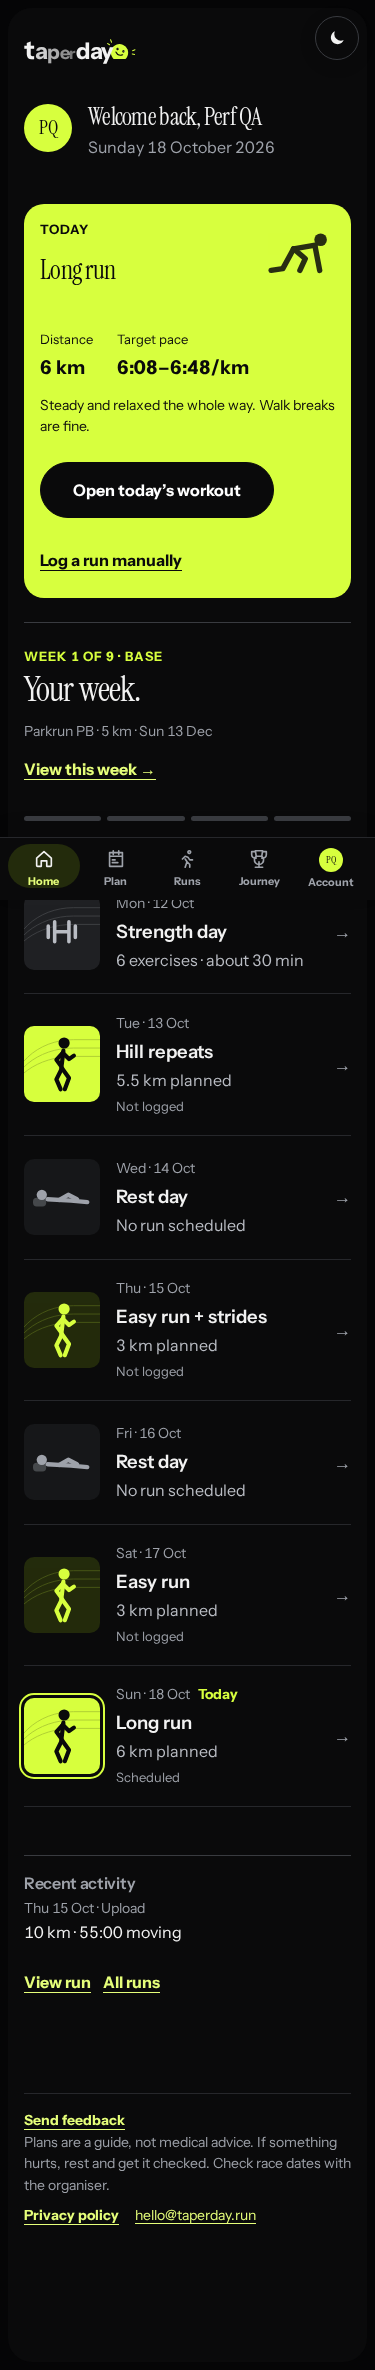 taperday
PQ
Welcome back, Perf QA
Sunday 18 October 2026
TODAY
Long run
Distance Target pace
6 km 6:08–6:48/km
Steady and relaxed the whole way. Walk breaks
are fine.
Open today’s workout
Log a run manually
WEEK 1 OF 9 · BASE
Your week.
Parkrun PB · 5 km · Sun 13 Dec
View this week →
PQ
Home Plan Runs Journey Account
Mon · 12 Oct
Strength day
→
6 exercises · about 30 min
Tue · 13 Oct
Hill repeats
→
5.5 km planned
Not logged
Wed · 14 Oct
Rest day
→
No run scheduled
Thu · 15 Oct
Easy run + strides
→
3 km planned
Not logged
Fri · 16 Oct
Rest day
→
No run scheduled
Sat · 17 Oct
Easy run
→
3 km planned
Not logged
Sun · 18 Oct Today
Long run
→
6 km planned
Scheduled
Recent activity
Thu 15 Oct · Upload
10 km · 55:00 moving
View run All runs
Send feedback
Plans are a guide, not medical advice. If something
hurts, rest and get it checked. Check race dates with
the organiser.
Privacy policy hello@taperday.run